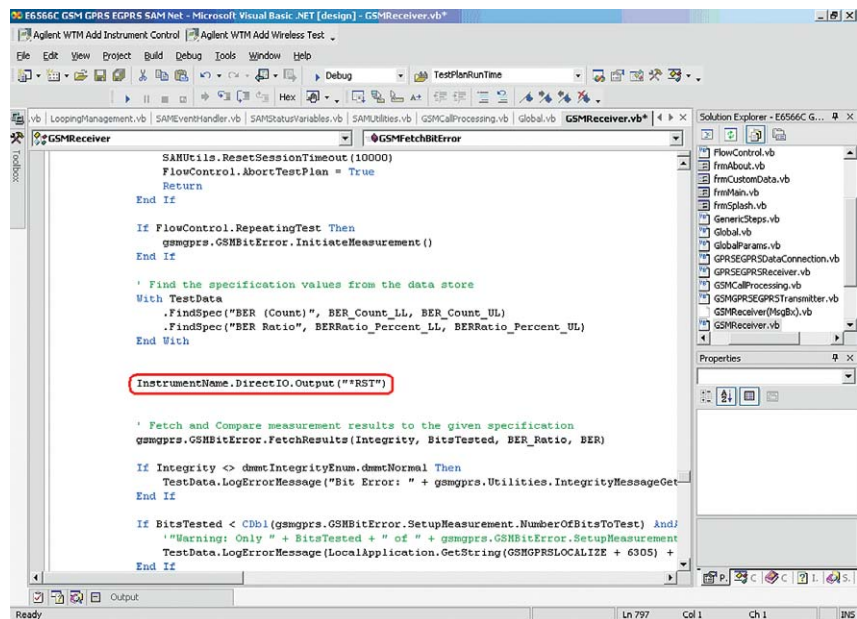 E6566C GSM GPRS EGPRS SAM Net - Microsoft Visual Basic .NET [design] - GSMReceiver.vb*
Agilent WTM Add Instrument Control Agilent WTM Add Wireless Test
File Edit View Project Build Debug Tools Window Help
Debug TestPlanRunTime
Hex
.vb LoopingManagement.vb SAMEventHandler.vb SAMStatusVariables.vb SAMUtilities.vb GSMCallProcessing.vb Global.vb GSMReceiver.vb*
Solution Explorer - E6566C G...
Toolbox
GSMReceiver GSMFetchBitError
SAMUtils.ResetSessionTimeout(10000)
FlowControl.AbortTestPlan = True
Return
End If
If FlowControl.RepeatingTest Then
gsmgprs.GSMBitError.InitiateMeasurement()
End If
' Find the specification values from the data store
With TestData
.FindSpec("BER (Count)", BER_Count_LL, BER_Count_UL)
.FindSpec("BER Ratio", BERRatio_Percent_LL, BERRatio_Percent_UL)
End With
InstrumentName.DirectIO.Output("*RST")
' Fetch and Compare measurement results to the given specification
gsmgprs.GSMBitError.FetchResults(Integrity, BitsTested, BER_Ratio, BER)
If Integrity <> dmmtIntegrityEnum.dmmtNormal Then
TestData.LogErrorMessage("Bit Error: " + gsmgprs.Utilities.IntegrityMessageGet
End If
If BitsTested < CDbl(gsmgprs.GSMBitError.SetupMeasurement.NumberOfBitsToTest) AndA
'"Warning: Only " + BitsTested + " of " + gsmgprs.GSMBitError.SetupMeasurement
TestData.LogErrorMessage(LocalApplication.GetString(GSMGPRSLOCALIZE + 6305) +
End If
FlowControl.vb
frmAbout.vb
frmCustomData.vb
frmMain.vb
frmSplash.vb
GenericSteps.vb
Global.vb
GlobalParams.vb
GPRSEGPRSDataConnection.vb
GPRSEGPRSReceiver.vb
GSMCallProcessing.vb
GSMGPRSEGPRSTransmitter.vb
GSMReceiver(MsgBx).vb
GSMReceiver.vb
Properties
P. C C I. S.
Output
Ready Ln 797 Col 1 Ch 1 INS